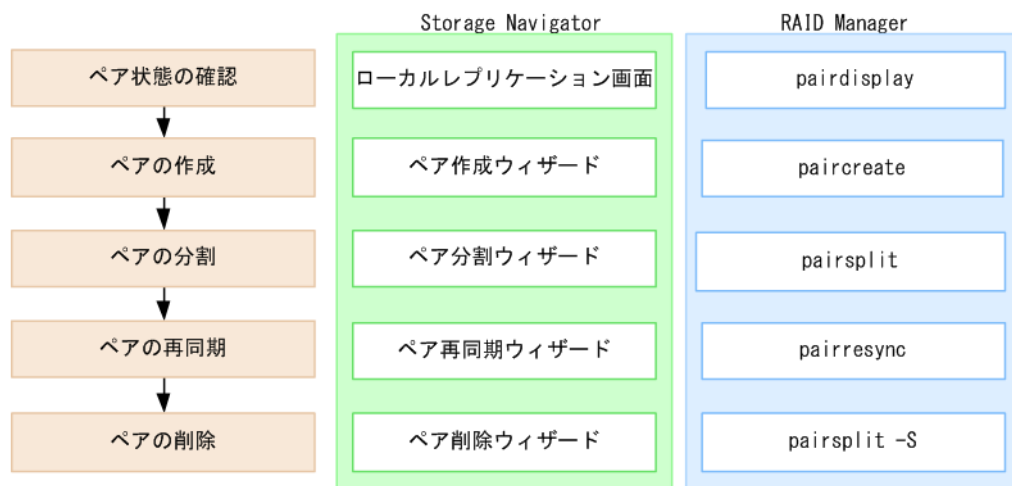 Storage Navigator
RAID Manager
ペア状態の確認
ローカルレプリケーション画面
pairdisplay
ペアの作成
ペア作成ウィザード
paircreate
ペアの分割
ペア分割ウィザード
pairsplit
ペアの再同期
ペア再同期ウィザード
pairresync
ペアの削除
ペア削除ウィザード
pairsplit -S